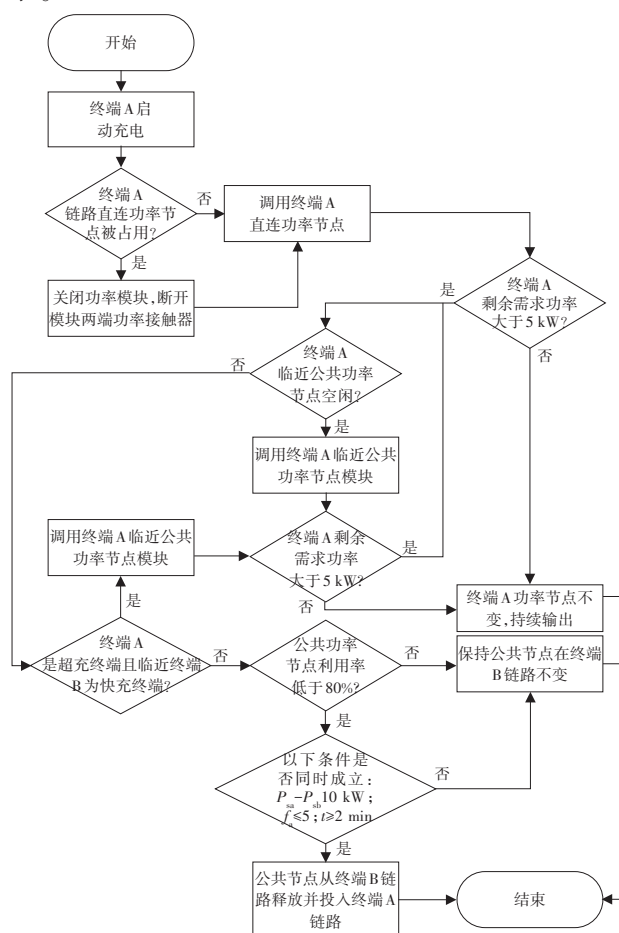 开始
终端A启
动充电
终端A
链路直连功率节
点被占用?
否
是
调用终端A
直连功率节点
关闭功率模块,断开
模块两端功率接触器
终端A
剩余需求功率
大于5 kW?
是
否
终端A
临近公共功率
节点空闲?
否
是
调用终端A临近公共
功率节点模块
调用终端A临近公共
功率节点模块
终端A剩余
需求功率
大于5 kW?
是
否
终端A功率节点不
变,持续输出
是
终端A
是超充终端且临近终端
B为快充终端?
否
公共功率
节点利用率
低于80%?
否
是
保持公共节点在终端
B链路不变
以下条件是
否同时成立:
P_sa-P_sb10 kW;
≤5;t≥2 min
否
是
公共节点从终端B链
路释放并投入终端A
链路
结束